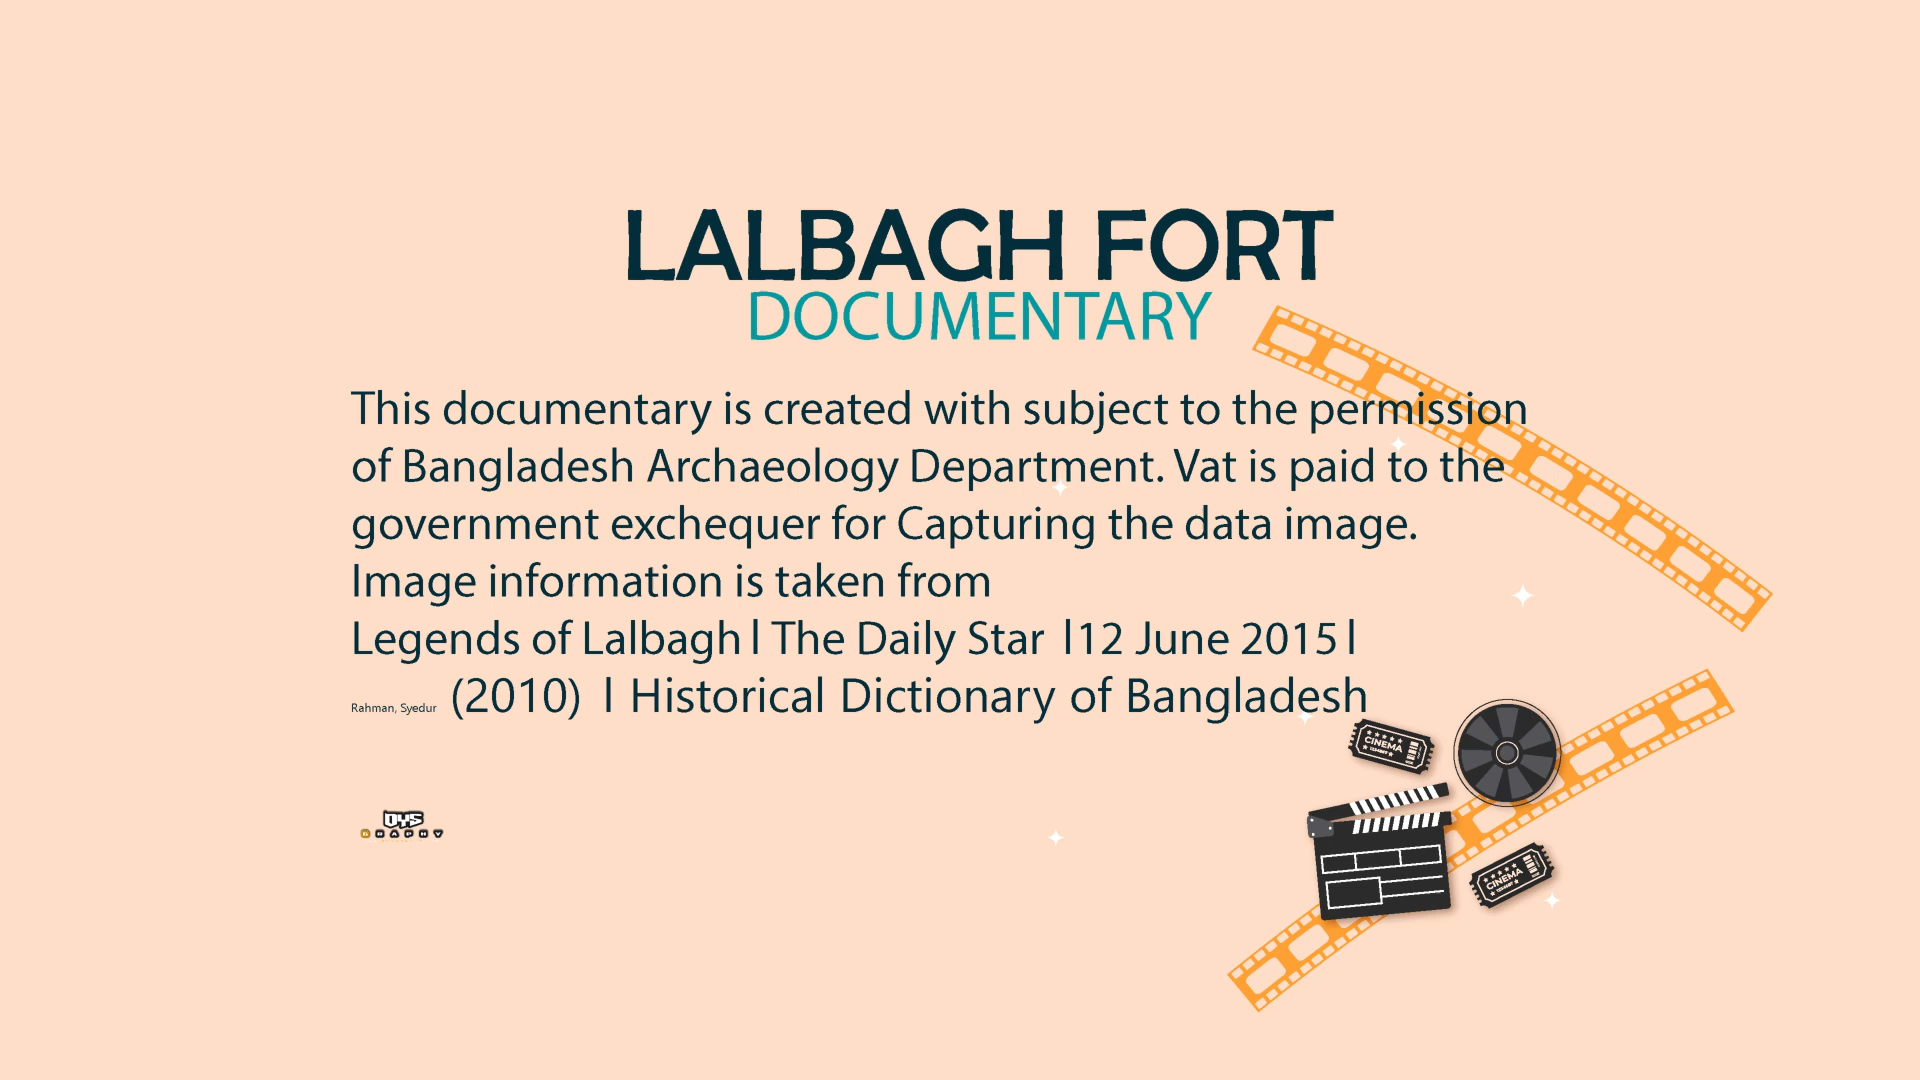 LALBAGH FORT
DOCUMENTARY
This documentary is created with subject to the permission
of Bangladesh Archaeology Department. Vat is paid to the
government exchequer for Capturing the data image.
Image information is taken from
Legends of Lalbagh l The Daily Star l12 June 2015 l
Rahman, Syedur (2010) l Historical Dictionary of Bangladesh
CINEMA
CINEMA